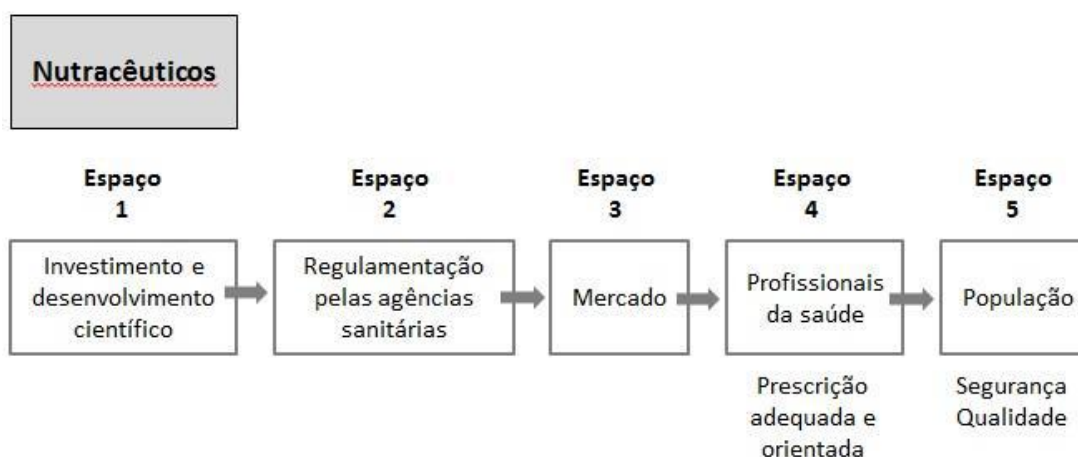 Nutracêuticos
Espaço
1
Espaço
2
Espaço
3
Espaço
4
Espaço
5
Investimento e
desenvolvimento
científico
Regulamentação
pelas agências
sanitárias
Mercado
Profissionais
da saúde
População
Prescrição
adequada e
orientada
Segurança
Qualidade